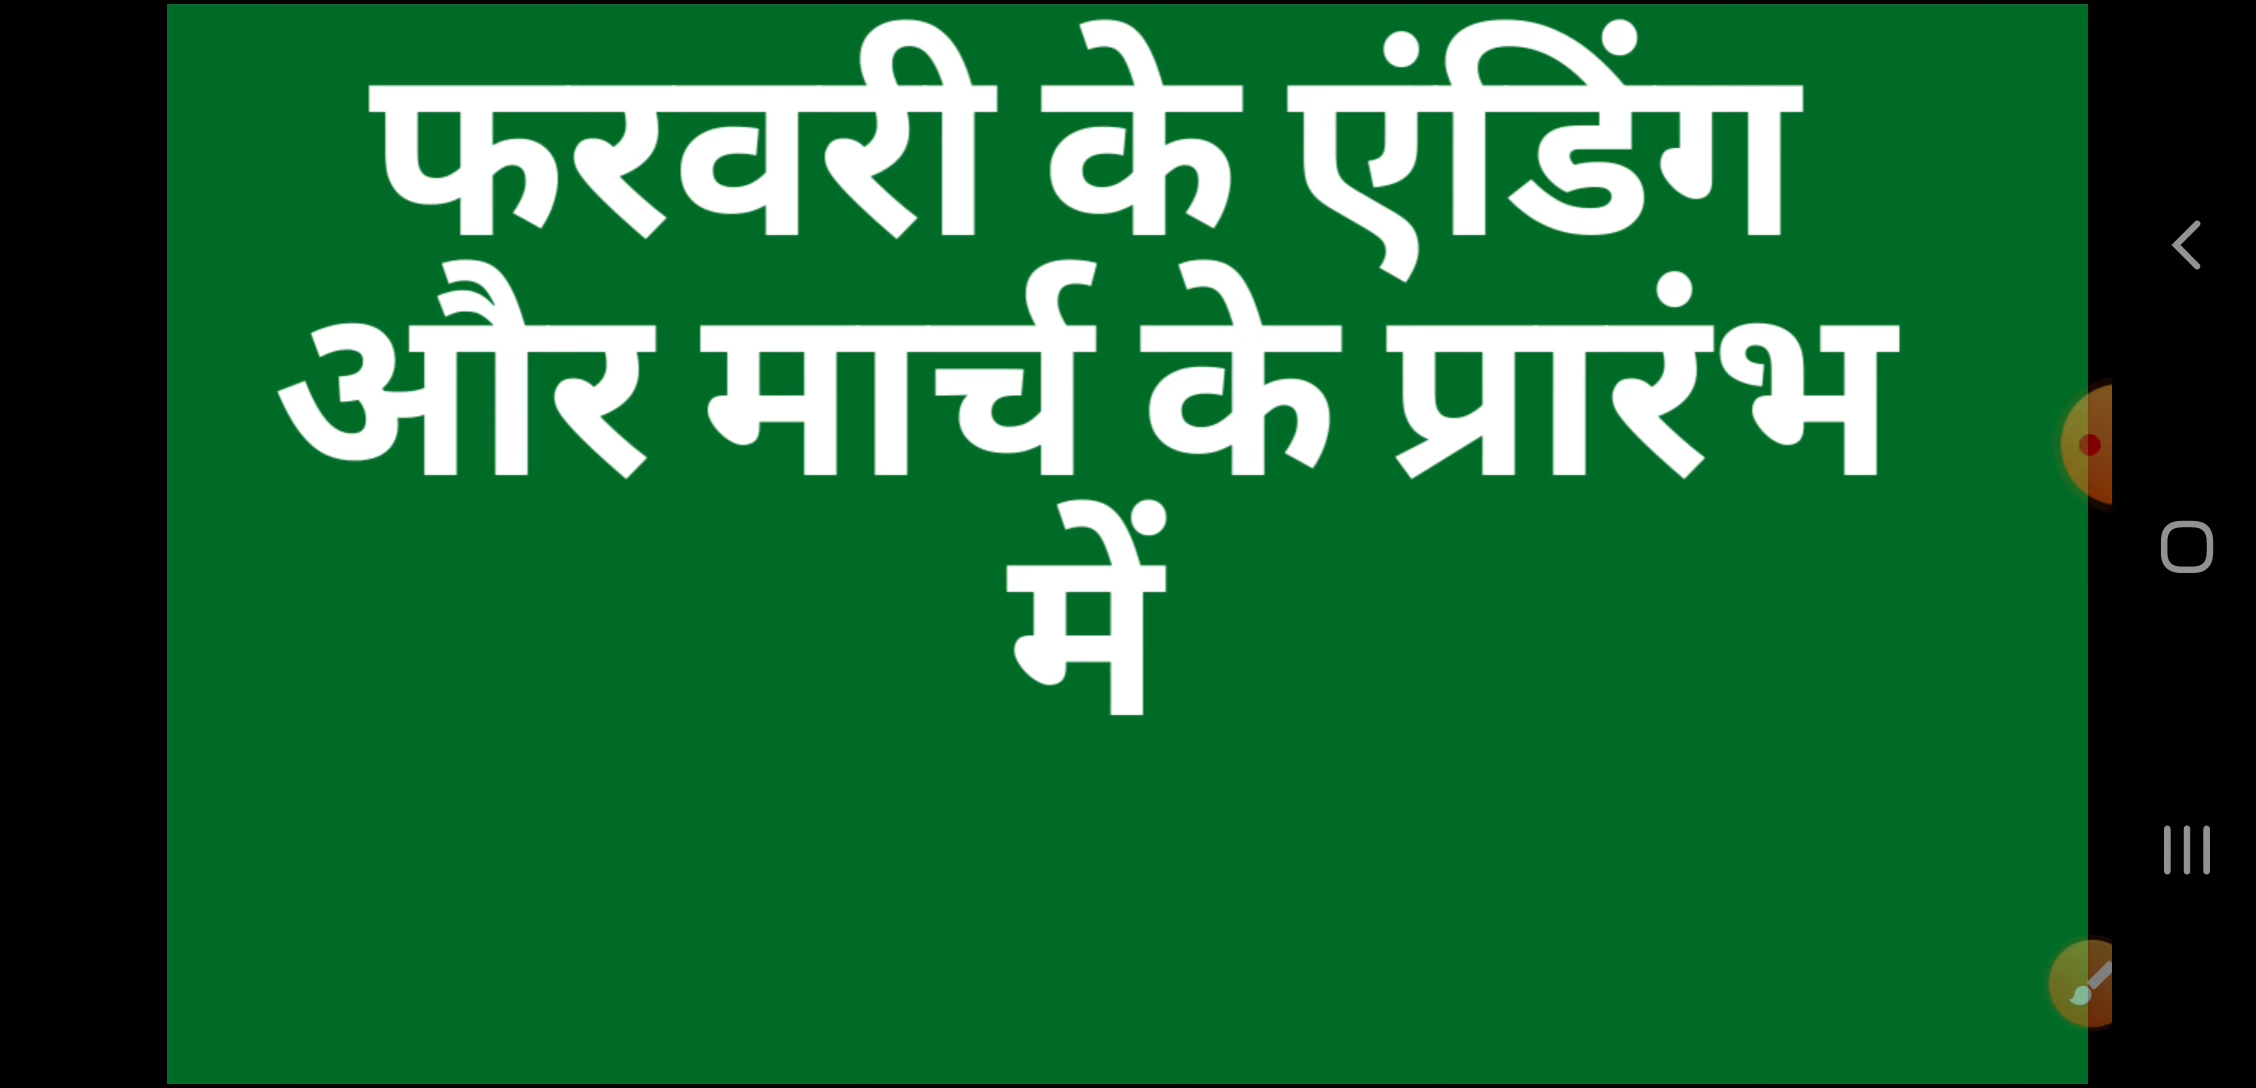 फरवरी के एंडिंग
और मार्च के प्रारंभ
में